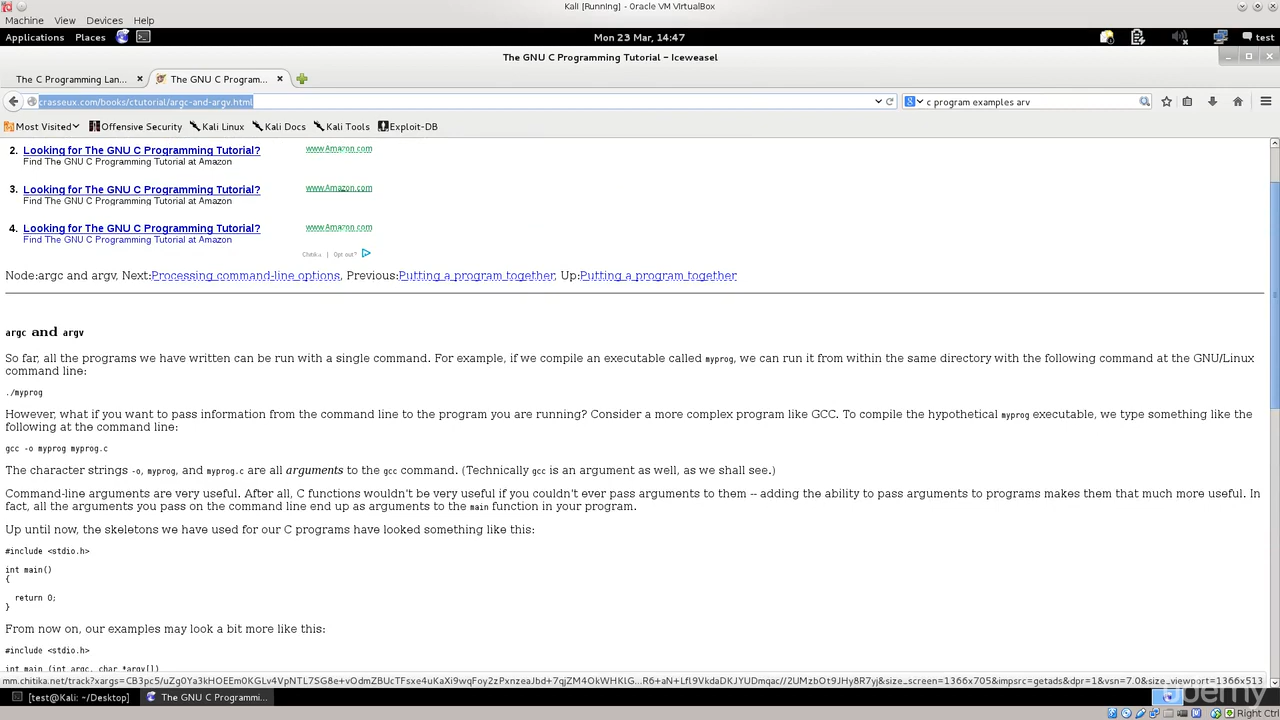 Kali [Running] - Oracle VM VirtualBox
Machine View Devices Help
Applications Places Mon 23 Mar, 14:47 test
The GNU C Programming Tutorial - Iceweasel
The C Programming Lan... The GNU C Program...
crasseux.com/books/ctutorial/argc-and-argv.html c program examples arv
Most Visited Offensive Security Kali Linux Kali Docs Kali Tools Exploit-DB
2. Looking for The GNU C Programming Tutorial? www.Amazon.com
Find The GNU C Programming Tutorial at Amazon
3. Looking for The GNU C Programming Tutorial? www.Amazon.com
Find The GNU C Programming Tutorial at Amazon
4. Looking for The GNU C Programming Tutorial? www.Amazon.com
Find The GNU C Programming Tutorial at Amazon
Chitika | Opt out?
Node:argc and argv, Next:Processing command-line options, Previous:Putting a program together, Up:Putting a program together
argc and argv
So far, all the programs we have written can be run with a single command. For example, if we compile an executable called myprog, we can run it from within the same directory with the following command at the GNU/Linux
command line:
./myprog
However, what if you want to pass information from the command line to the program you are running? Consider a more complex program like GCC. To compile the hypothetical myprog executable, we type something like the
following at the command line:
gcc -o myprog myprog.c
The character strings -o, myprog, and myprog.c are all arguments to the gcc command. (Technically gcc is an argument as well, as we shall see.)
Command-line arguments are very useful. After all, C functions wouldn't be very useful if you couldn't ever pass arguments to them -- adding the ability to pass arguments to programs makes them that much more useful. In
fact, all the arguments you pass on the command line end up as arguments to the main function in your program.
Up until now, the skeletons we have used for our C programs have looked something like this:
#include <stdio.h>
int main()
{
return 0;
}
From now on, our examples may look a bit more like this:
#include <stdio.h>
int main (int argc, char *argv[])
[test@Kali: ~/Desktop] The GNU C Programmi...
udemy
Right Ctrl